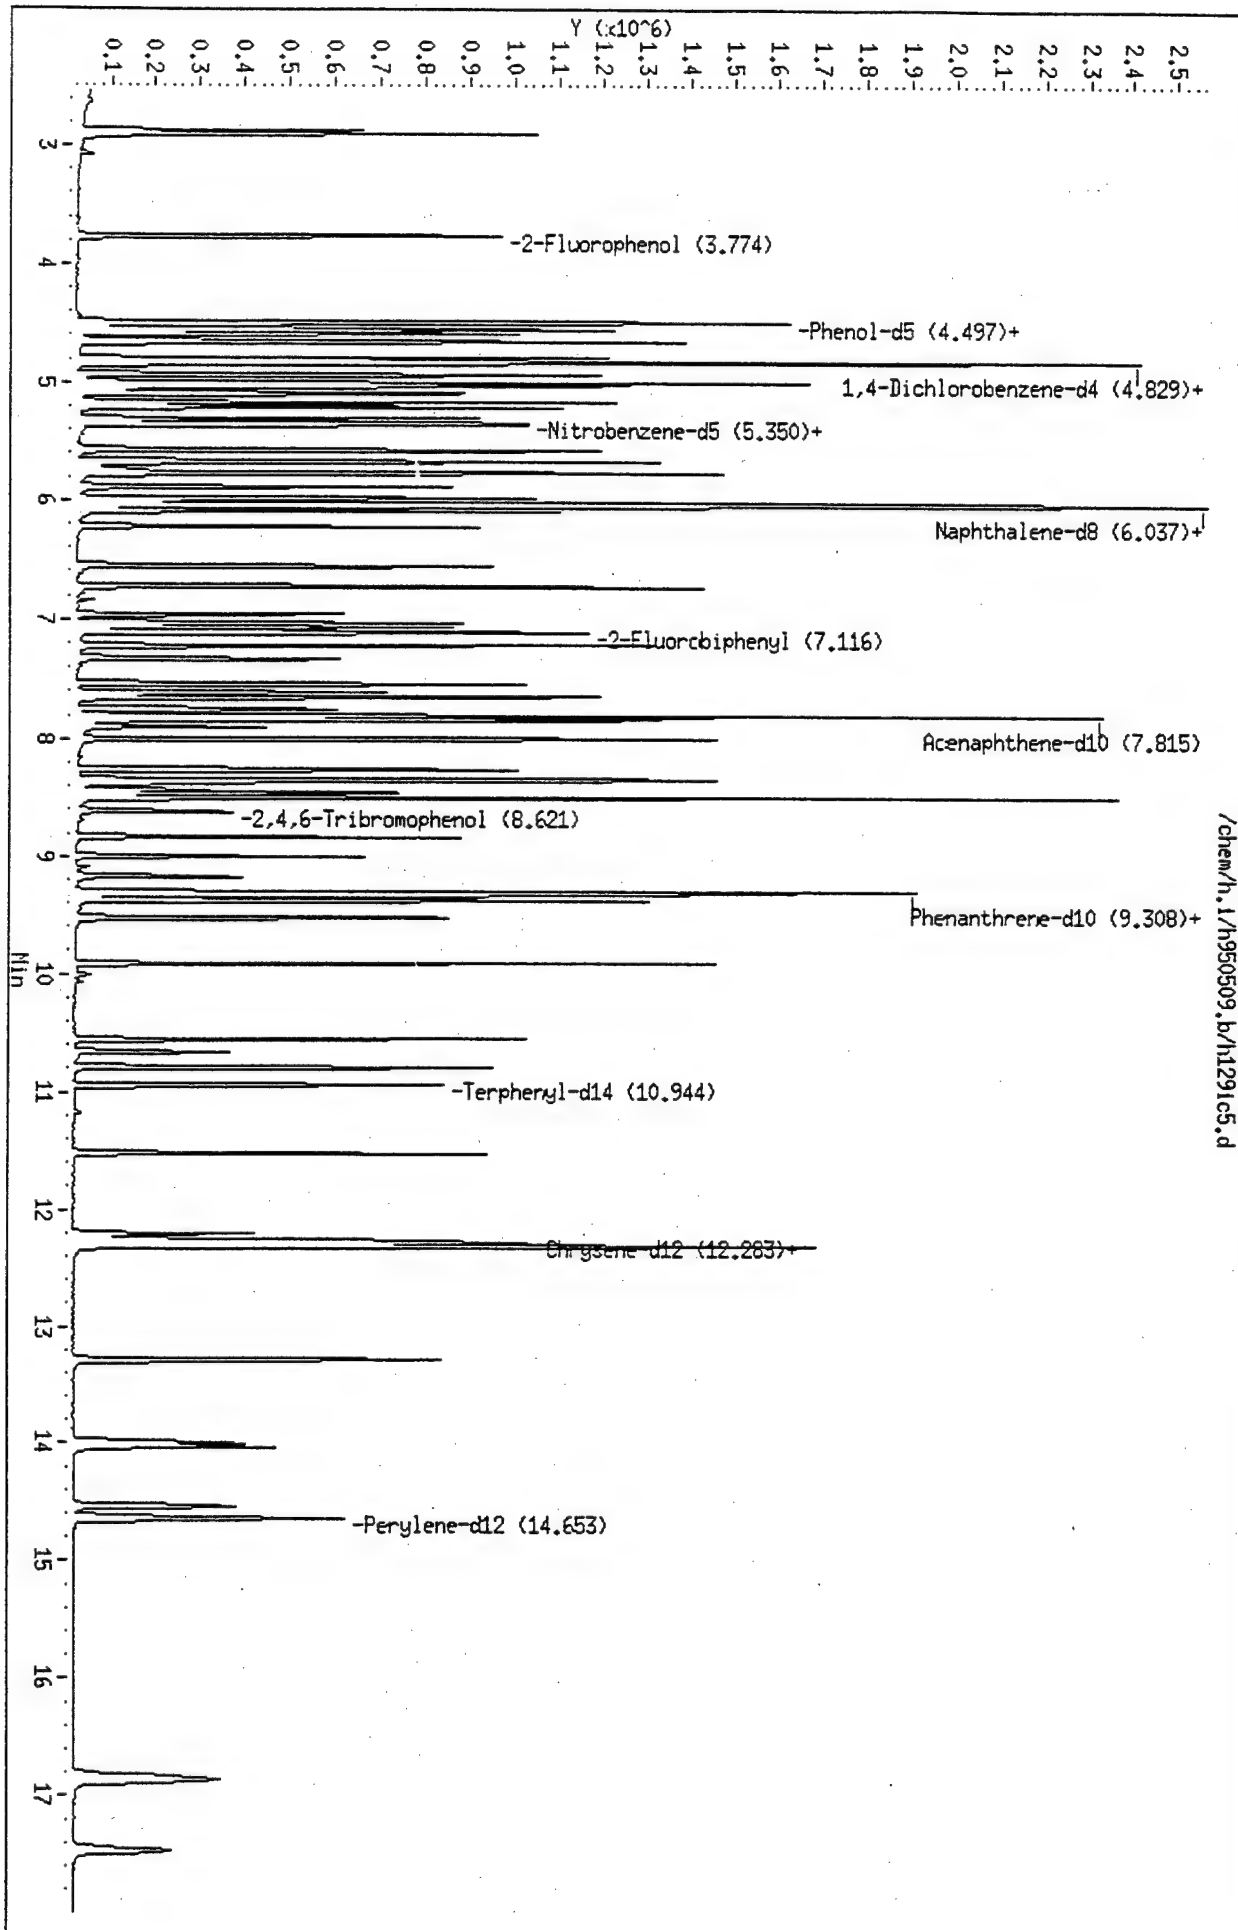 Y (x10^6)
0.1
0.2
0.3
0.4
0.5
0.6
0.7
0.8
0.9
1.0
1.1
1.2
1.3
1.4
1.5
1.6
1.7
1.8
1.9
2.0
2.1
2.2
2.3
2.4
2.5
3
4
5
6
7
8
9
10
11
12
13
14
15
16
17
Min
-2-Fluorophenol (3.774)
-Phenol-d5 (4.497)+
1,4-Dichlorobenzene-d4 (4.829)+
-Nitrobenzene-d5 (5.350)+
Naphthalene-d8 (6.037)+
-2-Fluorobiphenyl (7.116)
Acenaphthene-d10 (7.815)
-2,4,6-Tribromophenol (8.621)
Phenanthrene-d10 (9.308)+
-Terphenyl-d14 (10.944)
Chrysene-d12 (12.283)+
-Perylene-d12 (14.653)
/chem/h.i/h950509.b/h129ic5.d